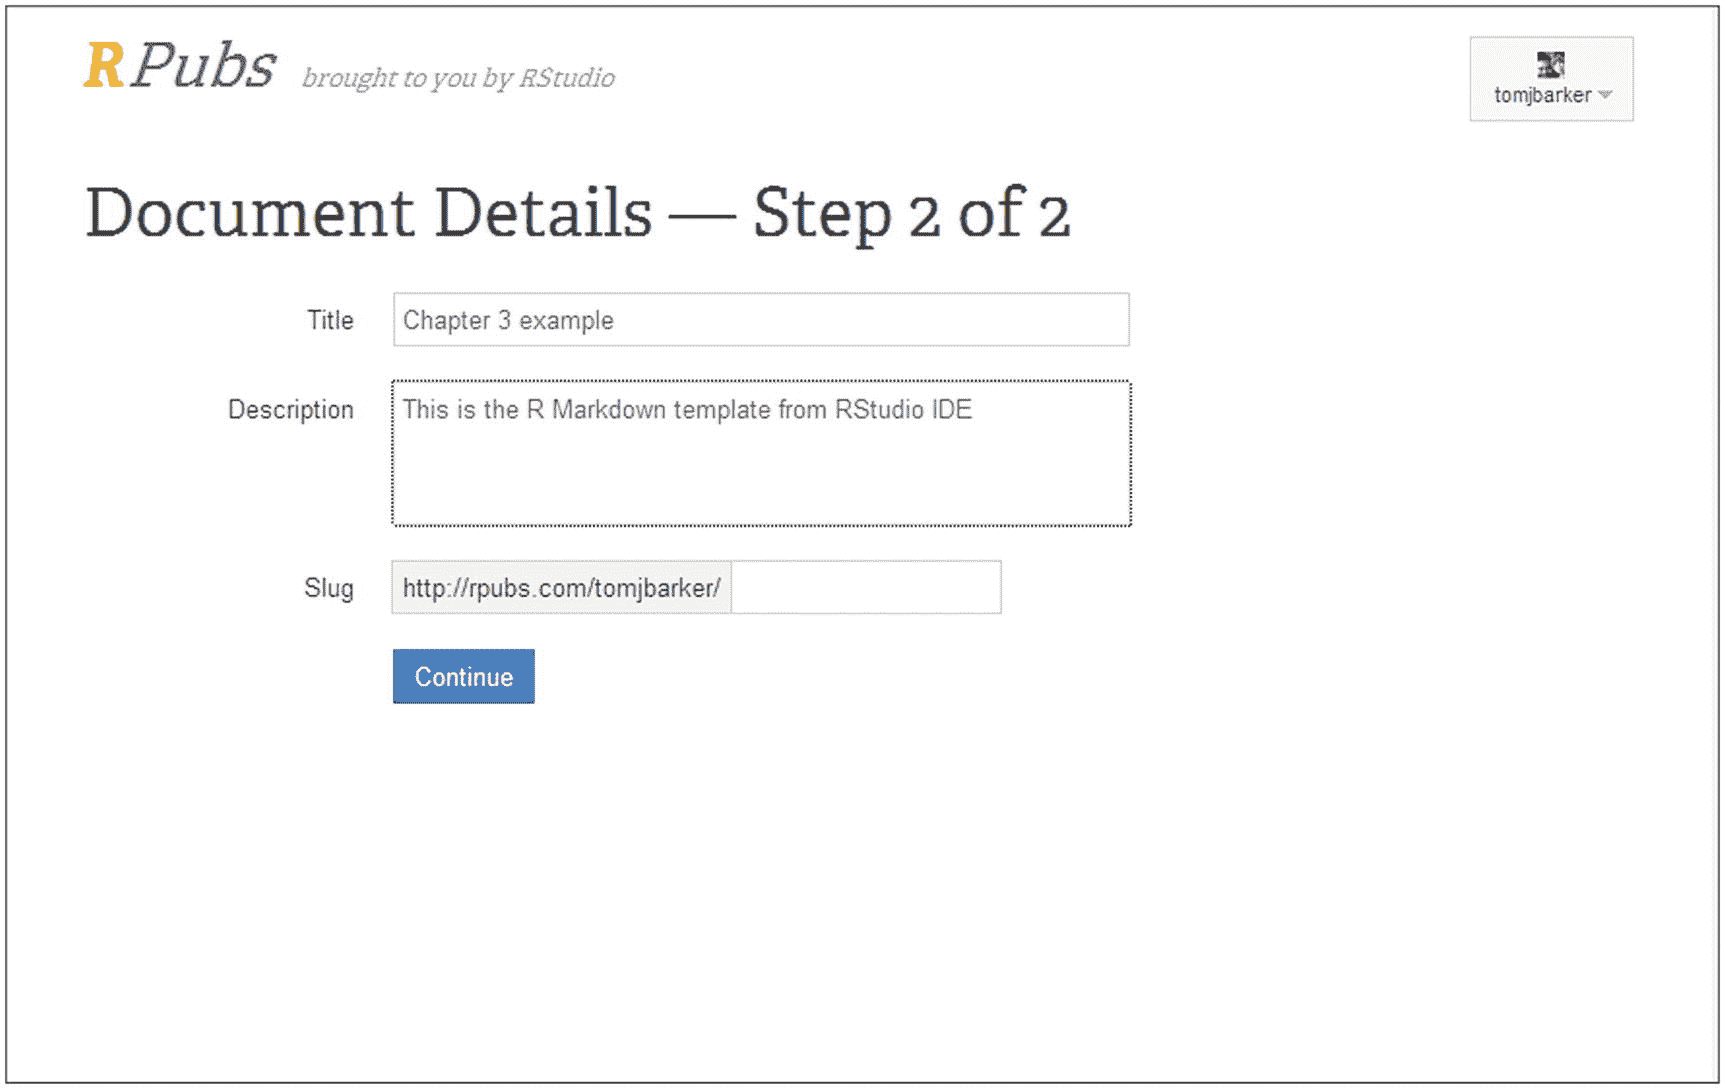 RPubs brought to you by RStudio
tomjbarker
Document Details — Step 2 of 2
Title Chapter 3 example
Description This is the R Markdown template from RStudio IDE
Slug http://rpubs.com/tomjbarker/
Continue